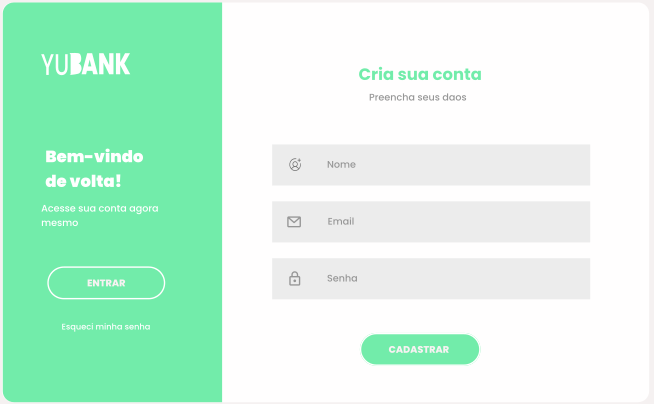 YUBANK
Bem-vindo
de volta!
Acesse sua conta agora
mesmo
ENTRAR
Esqueci minha senha
Cria sua conta
Preencha seus daos
Nome
Email
Senha
CADASTRAR